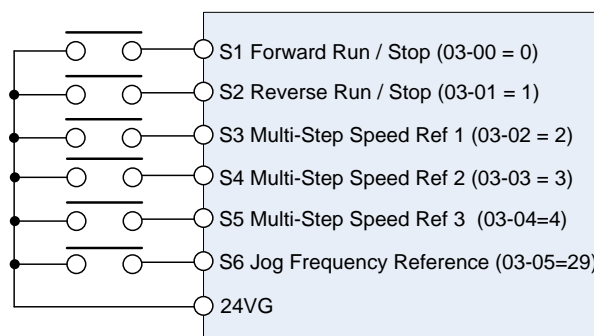 S1 Forward Run / Stop (03-00 = 0)
S2 Reverse Run / Stop (03-01 = 1)
S3 Multi-Step Speed Ref 1 (03-02 = 2)
S4 Multi-Step Speed Ref 2 (03-03 = 3)
S5 Multi-Step Speed Ref 3 (03-04=4)
S6 Jog Frequency Reference (03-05=29)
24VG